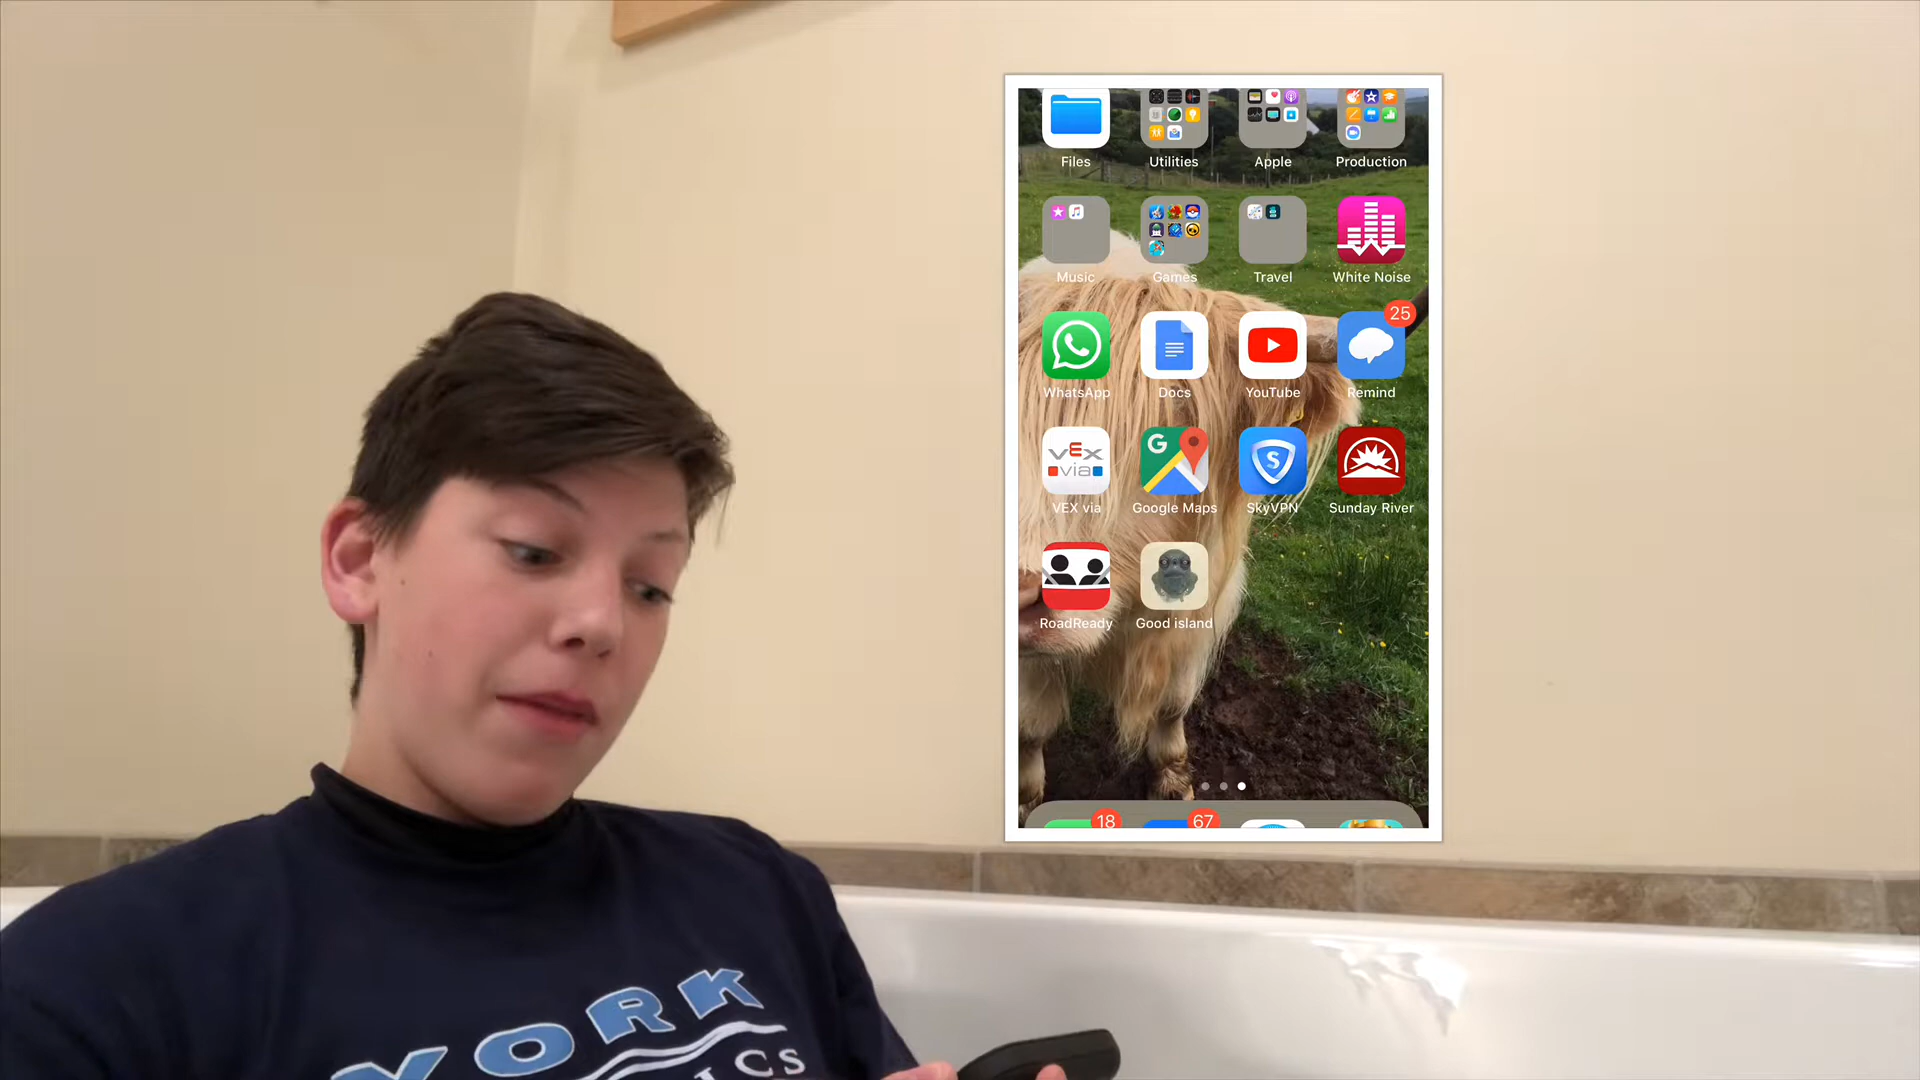 Files Utilities Apple Production
Music Games Travel White Noise
25
WhatsApp Docs YouTube Remind
VEX via
G
S
VEX via Google Maps SkyVPN Sunday River
RoadReady Good island
18 67
YORK
ICS